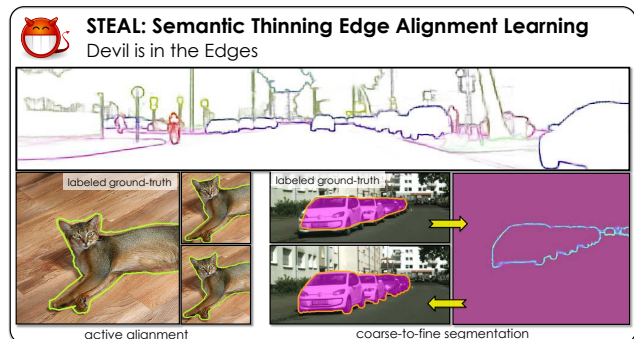 STEAL: Semantic Thinning Edge Alignment Learning
Devil is in the Edges
labeled ground-truth
labeled ground-truth
active alignment
coarse-to-fine segmentation